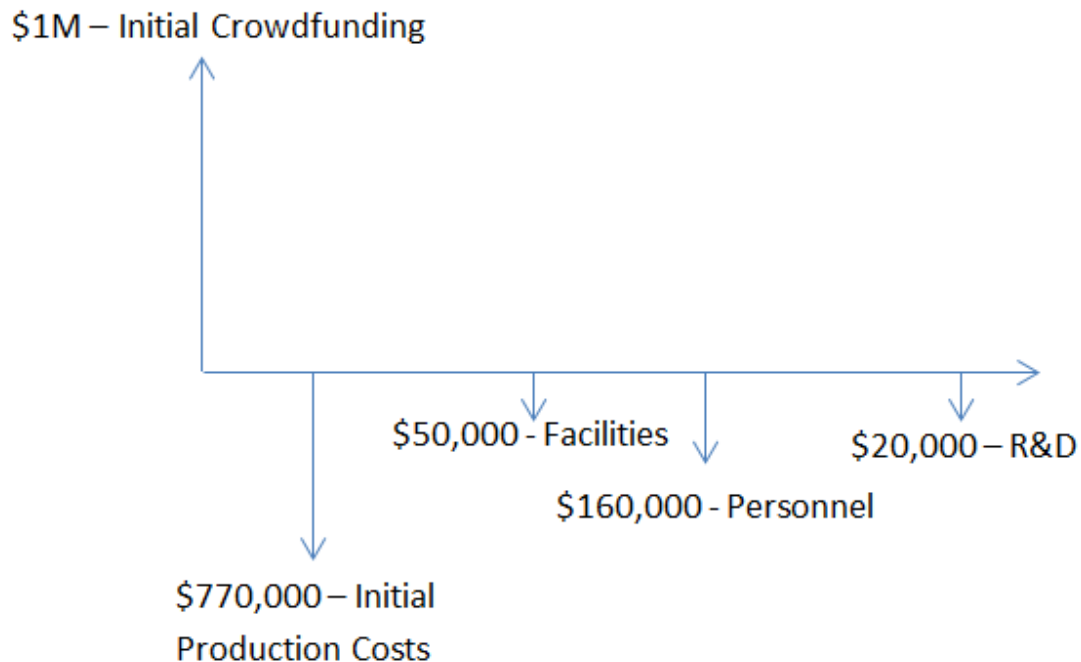 $1M – Initial Crowdfunding
$50,000 - Facilities
$20,000 – R&D
$160,000 - Personnel
$770,000 – Initial
Production Costs